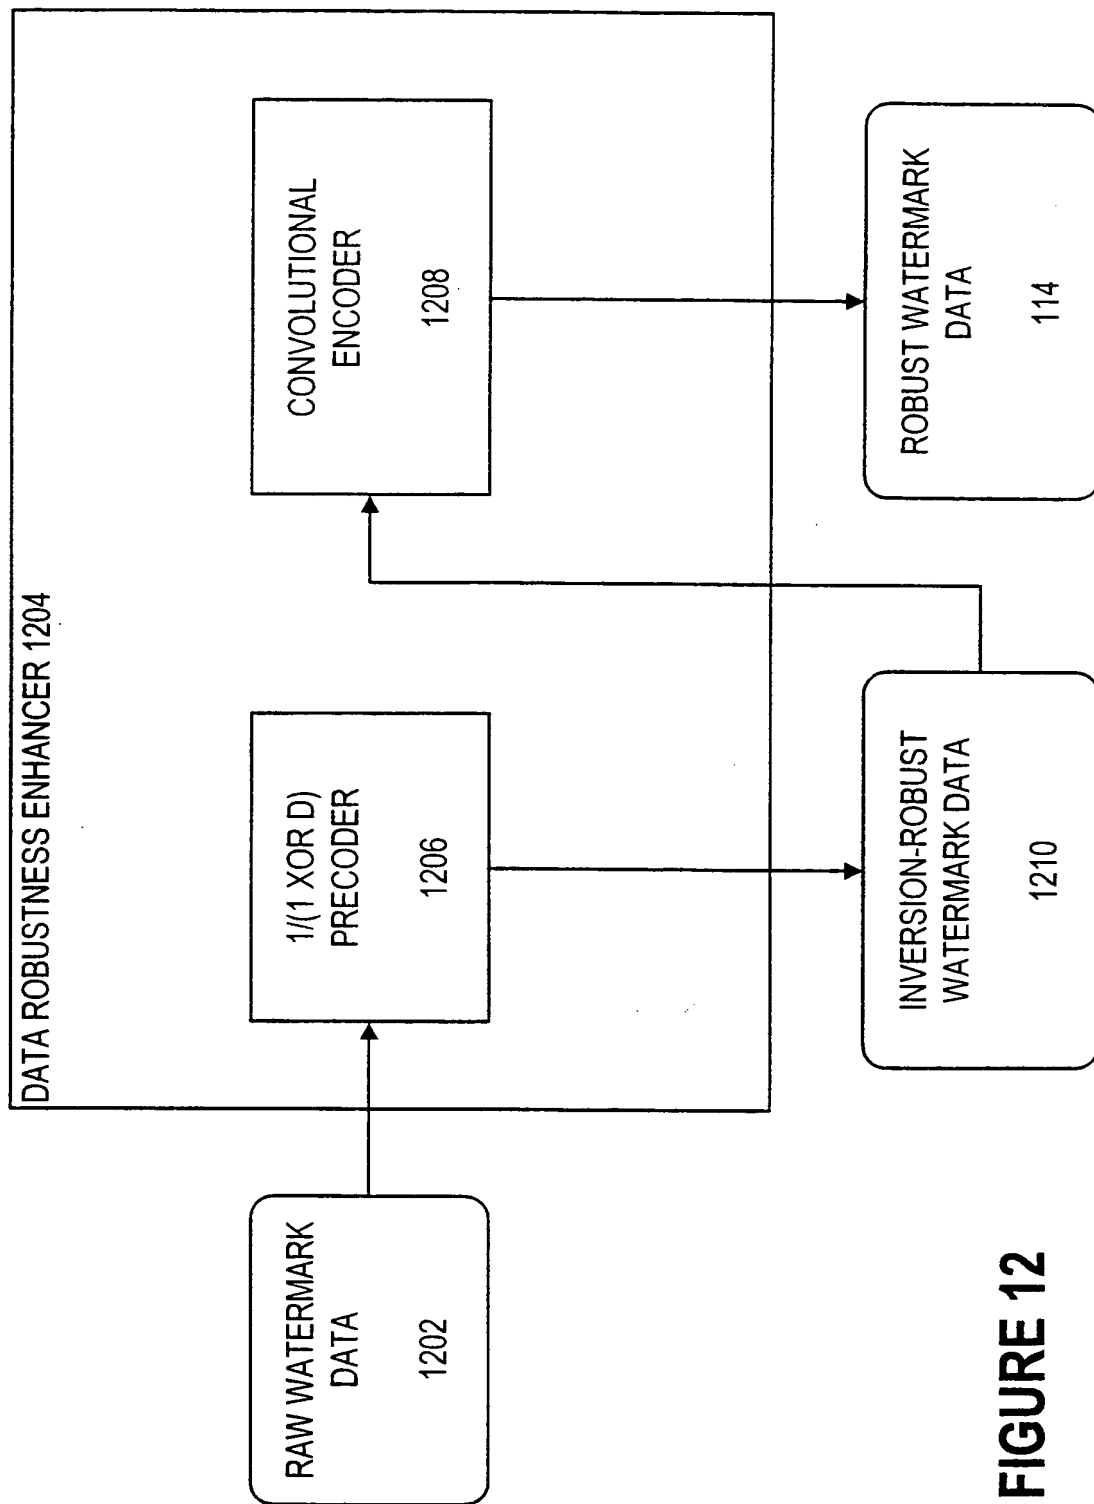 DATA ROBUSTNESS ENHANCER 1204
RAW WATERMARK
DATA
1202
1/(1 XOR D)
PRECODER
1206
CONVOLUTIONAL
ENCODER
1208
INVERSION-ROBUST
WATERMARK DATA
1210
ROBUST WATERMARK
DATA
114
FIGURE 12